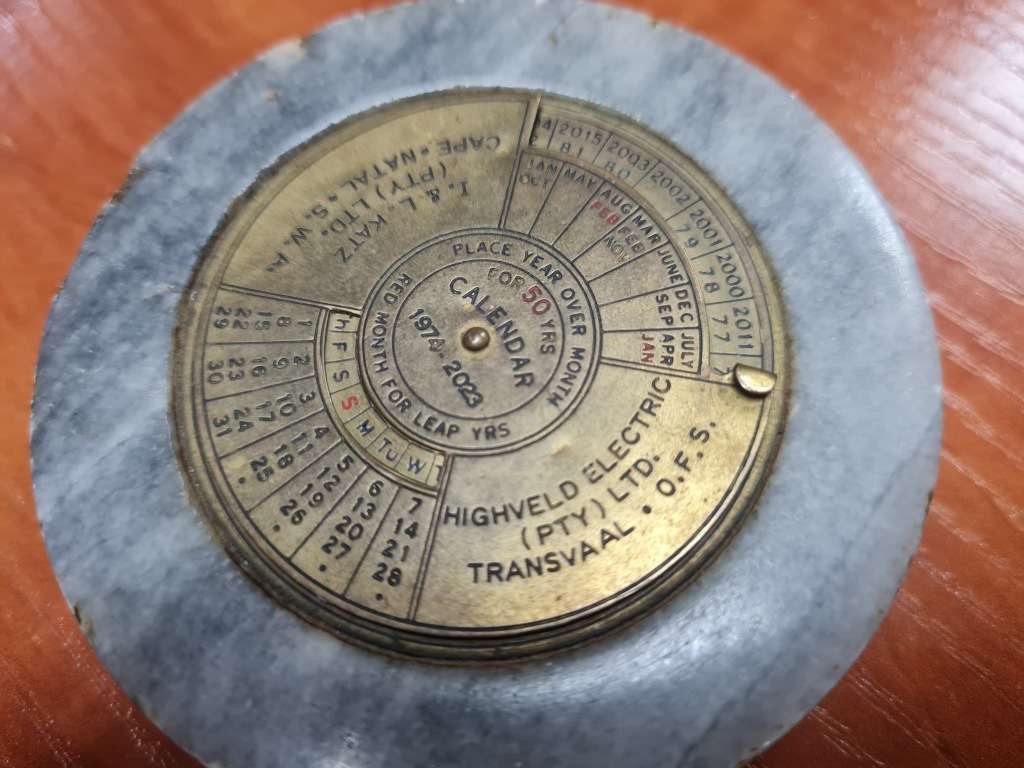 I. & L. KATZ
(PTY) LTD.
CAPE • NATAL • S. W. A.
2015 2003 2002 2001 2000 2011
81 80 79 78 77
JAN MAY AUG MAR JUNE DEC JULY
OCT FEB FEB SEP APR JAN
NOV
PLACE YEAR OVER MONTH
RED MONTH FOR LEAP YRS
FOR 50 YRS
CALENDAR
1974-2023
h F S S M Tu W
1 2 3 4 5 6 7
8 9 10 11 12 13 14
15 16 17 18 19 20 21
22 23 24 25 26 27 28
29 30 31 • • • •
HIGHVELD ELECTRIC
(PTY) LTD.
TRANSVAAL • O. F. S.